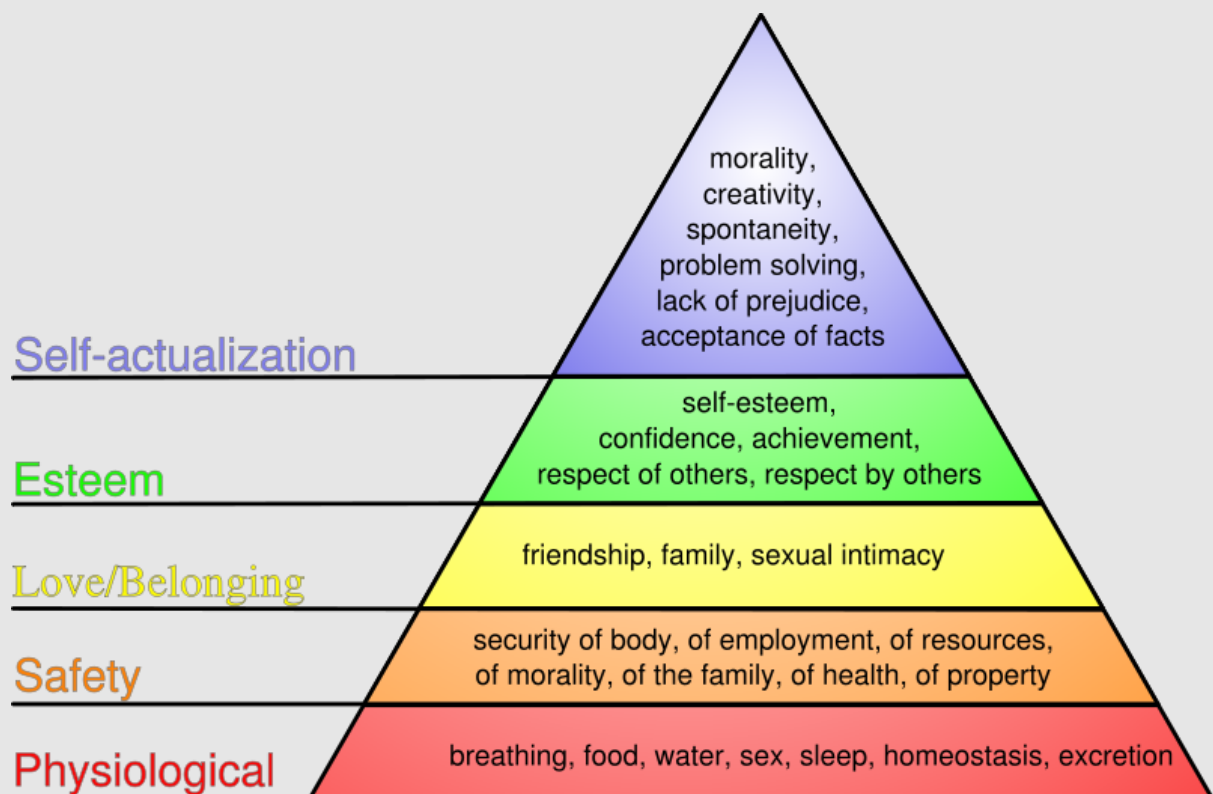 morality,
creativity,
spontaneity,
problem solving,
lack of prejudice,
acceptance of facts
Self-actualization
self-esteem,
confidence, achievement,
respect of others, respect by others
Esteem
friendship, family, sexual intimacy
Love/Belonging
security of body, of employment, of resources,
of morality, of the family, of health, of property
Safety
breathing, food, water, sex, sleep, homeostasis, excretion
Physiological